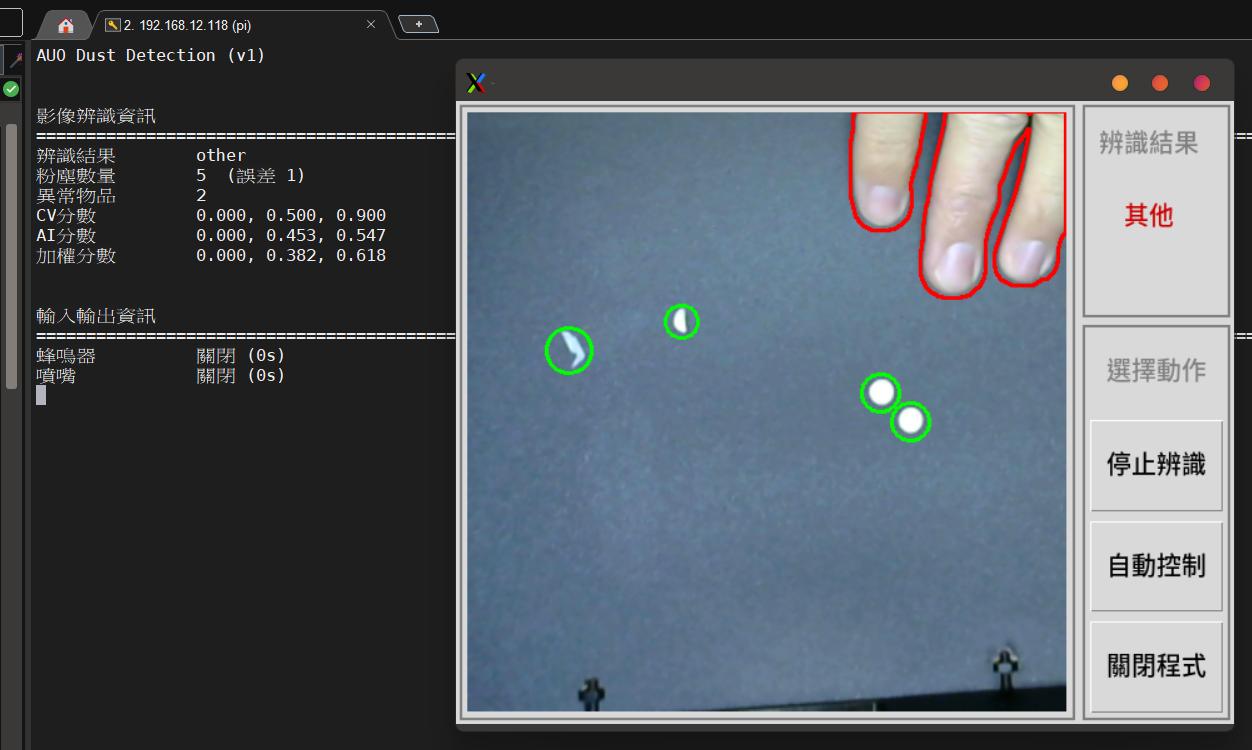 2. 192.168.12.118 (pi)
AUO Dust Detection (v1)
影像辨識資訊
辨識結果 other
粉塵數量 5 (誤差 1)
異常物品 2
CV分數 0.000, 0.500, 0.900
AI分數 0.000, 0.453, 0.547
加權分數 0.000, 0.382, 0.618
輸入輸出資訊
蜂鳴器 關閉 (0s)
噴嘴 關閉 (0s)
辨識結果
其他
選擇動作
停止辨識
自動控制
關閉程式